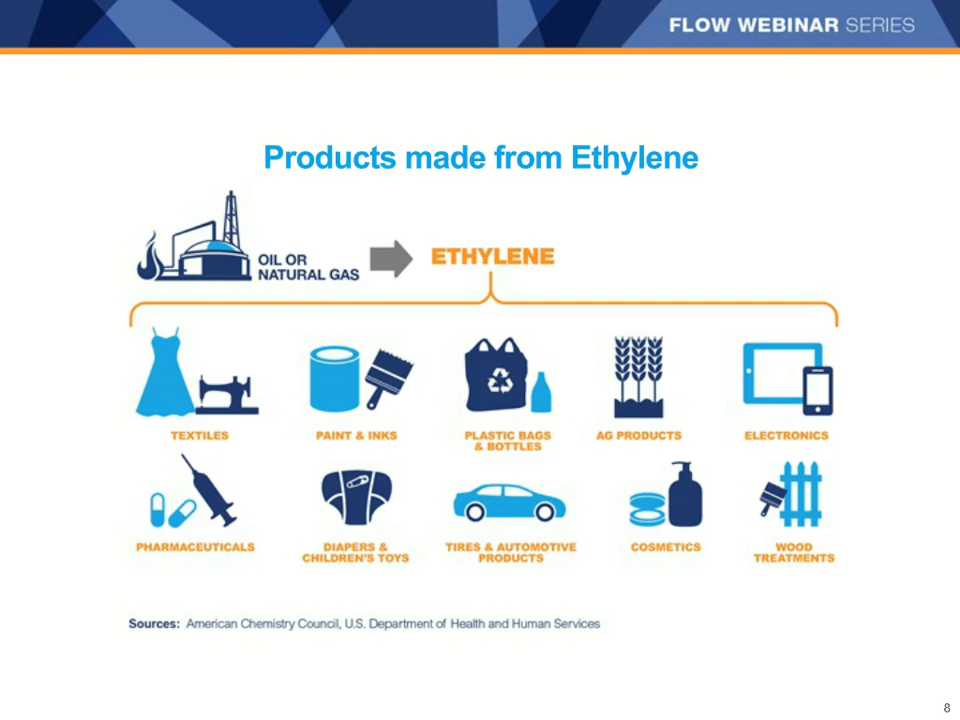 FLOW WEBINAR SERIES
Products made from Ethylene
OIL OR
NATURAL GAS
ETHYLENE
TEXTILES
PAINT & INKS
PLASTIC BAGS
& BOTTLES
AG PRODUCTS
ELECTRONICS
PHARMACEUTICALS
DIAPERS &
CHILDREN'S TOYS
TIRES & AUTOMOTIVE
PRODUCTS
COSMETICS
WOOD
TREATMENTS
Sources: American Chemistry Council, U.S. Department of Health and Human Services
8